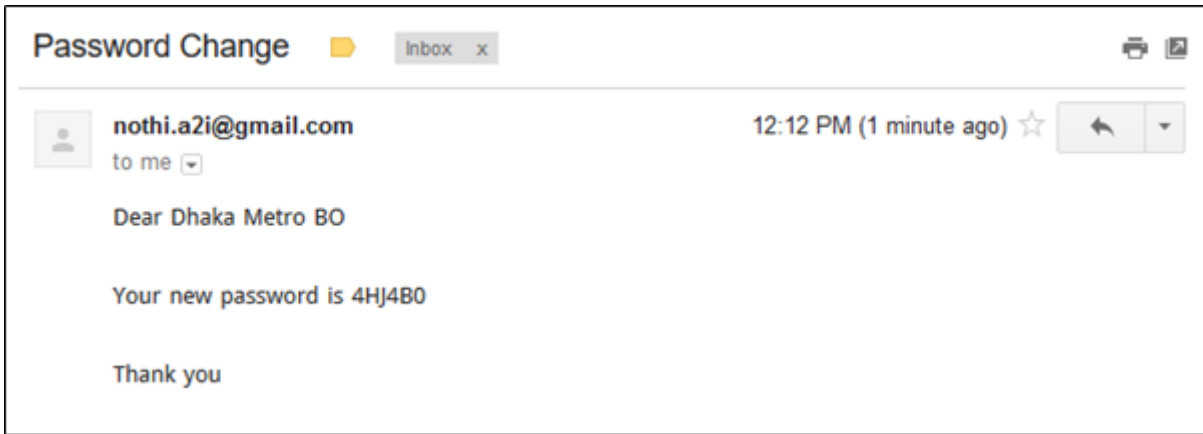 Password Change Inbox x
nothi.a2i@gmail.com 12:12 PM (1 minute ago)
to me
Dear Dhaka Metro BO
Your new password is 4HJ4B0
Thank you